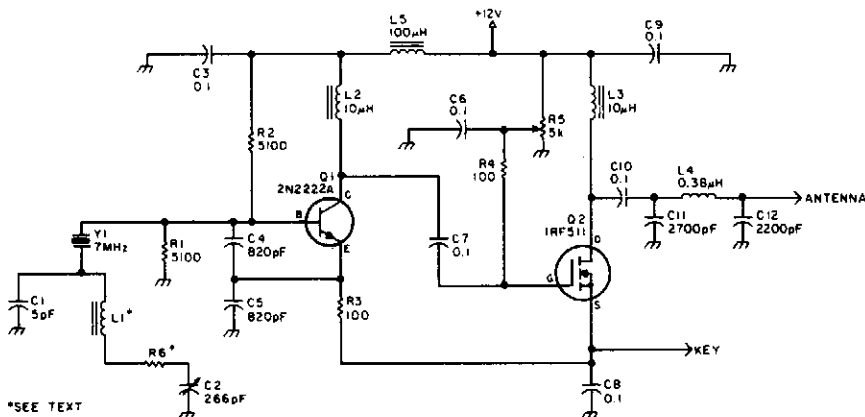 L5
100μH
+12V
C3
0.1
C9
0.1
L2
10μH
L3
10μH
C6
0.1
R5
5k
R2
5100
R4
100
Q1
2N2222A
C
B
E
C10
0.1
L4
0.38μH
ANTENNA
Y1
7MHz
R1
5100
C4
820pF
C7
0.1
Q2
IRF511
D
G
S
C11
2700pF
C12
2200pF
C1
5pF
L1*
C5
820pF
R3
100
R6*
C2
266pF
KEY
C8
0.1
*SEE TEXT